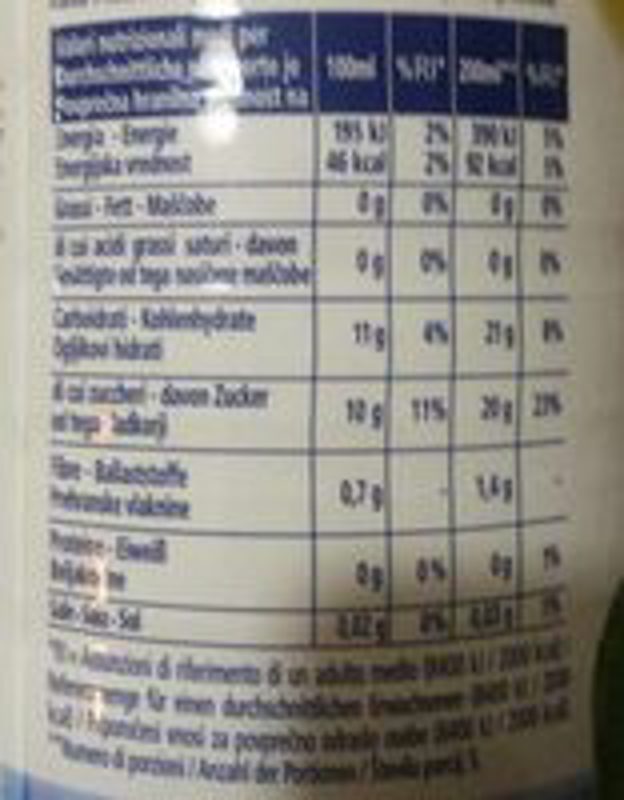 Valori nutrizionali medi per
Durchschnittliche je 100ml %RI* 200ml** %RI*
Povprečna hranilna na
Energia - Energie 195 kJ 2% 390 kJ 5%
Energijska vrednost 46 kcal 2% 92 kcal 5%
Grassi - Fett - Maščobe 0 g 0% 0 g 0%
di cui acidi grassi saturi - davon
gesättigte od tega nasičene maščobe 0 g 0% 0 g 0%
Carboidrati - Kohlenhydrate
Ogljikovi hidrati 11 g 4% 21 g 8%
di cui zuccheri - davon Zucker
od tega sladkorji 10 g 11% 20 g 23%
Fibre - Ballaststoffe
Prehranske vlaknine 0,7 g - 1,4 g -
Proteine - Eiweiß
0 g 0% 0 g 1%
Sale - Salz - Sol 0,02 g 0% 0,03 g 1%
Assunzioni di riferimento di un adulto medio (8400 kJ / 2000 kcal) /
für einen durchschnittlichen Erwachsenen (8400 kJ / 2000
kcal) / Priporočeni vnosi za povprečno odraslo osebo (8400 kJ / 2000 kcal)
**Numero di porzioni / Anzahl der Portionen / Število porcij: